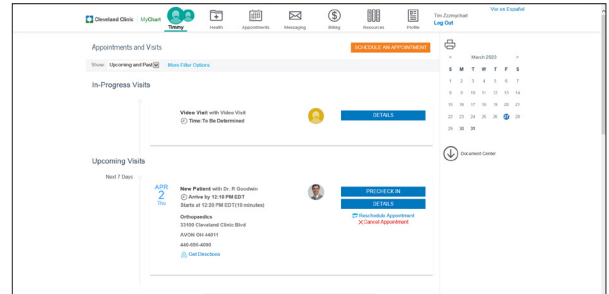 Ver en Español
Cleveland Clinic MyChart
Timmy
Health
Appointments
Messaging
Billing
Resources
Profile
Tim Zzzmychart
Log Out
Appointments and Visits
SCHEDULE AN APPOINTMENT
Show: Upcoming and Past
More Filter Options
In-Progress Visits
Video Visit with Video Visit
Time: To Be Determined
DETAILS
Upcoming Visits
Next 7 Days
APR
2
Thu
New Patient with Dr. R Goodwin
Arrive by 12:10 PM EDT
Starts at 12:20 PM EDT (10 minutes)
Orthopaedics
33100 Cleveland Clinic Blvd
AVON OH 44011
Get Directions
PRECHECK IN
DETAILS
Reschedule Appointment
Cancel Appointment
« March 2020 »
S M T W T F S
1 2 3 4 5 6 7
8 9 10 11 12 13 14
15 16 17 18 19 20 21
22 23 24 25 26 27 28
29 30 31
Document Center